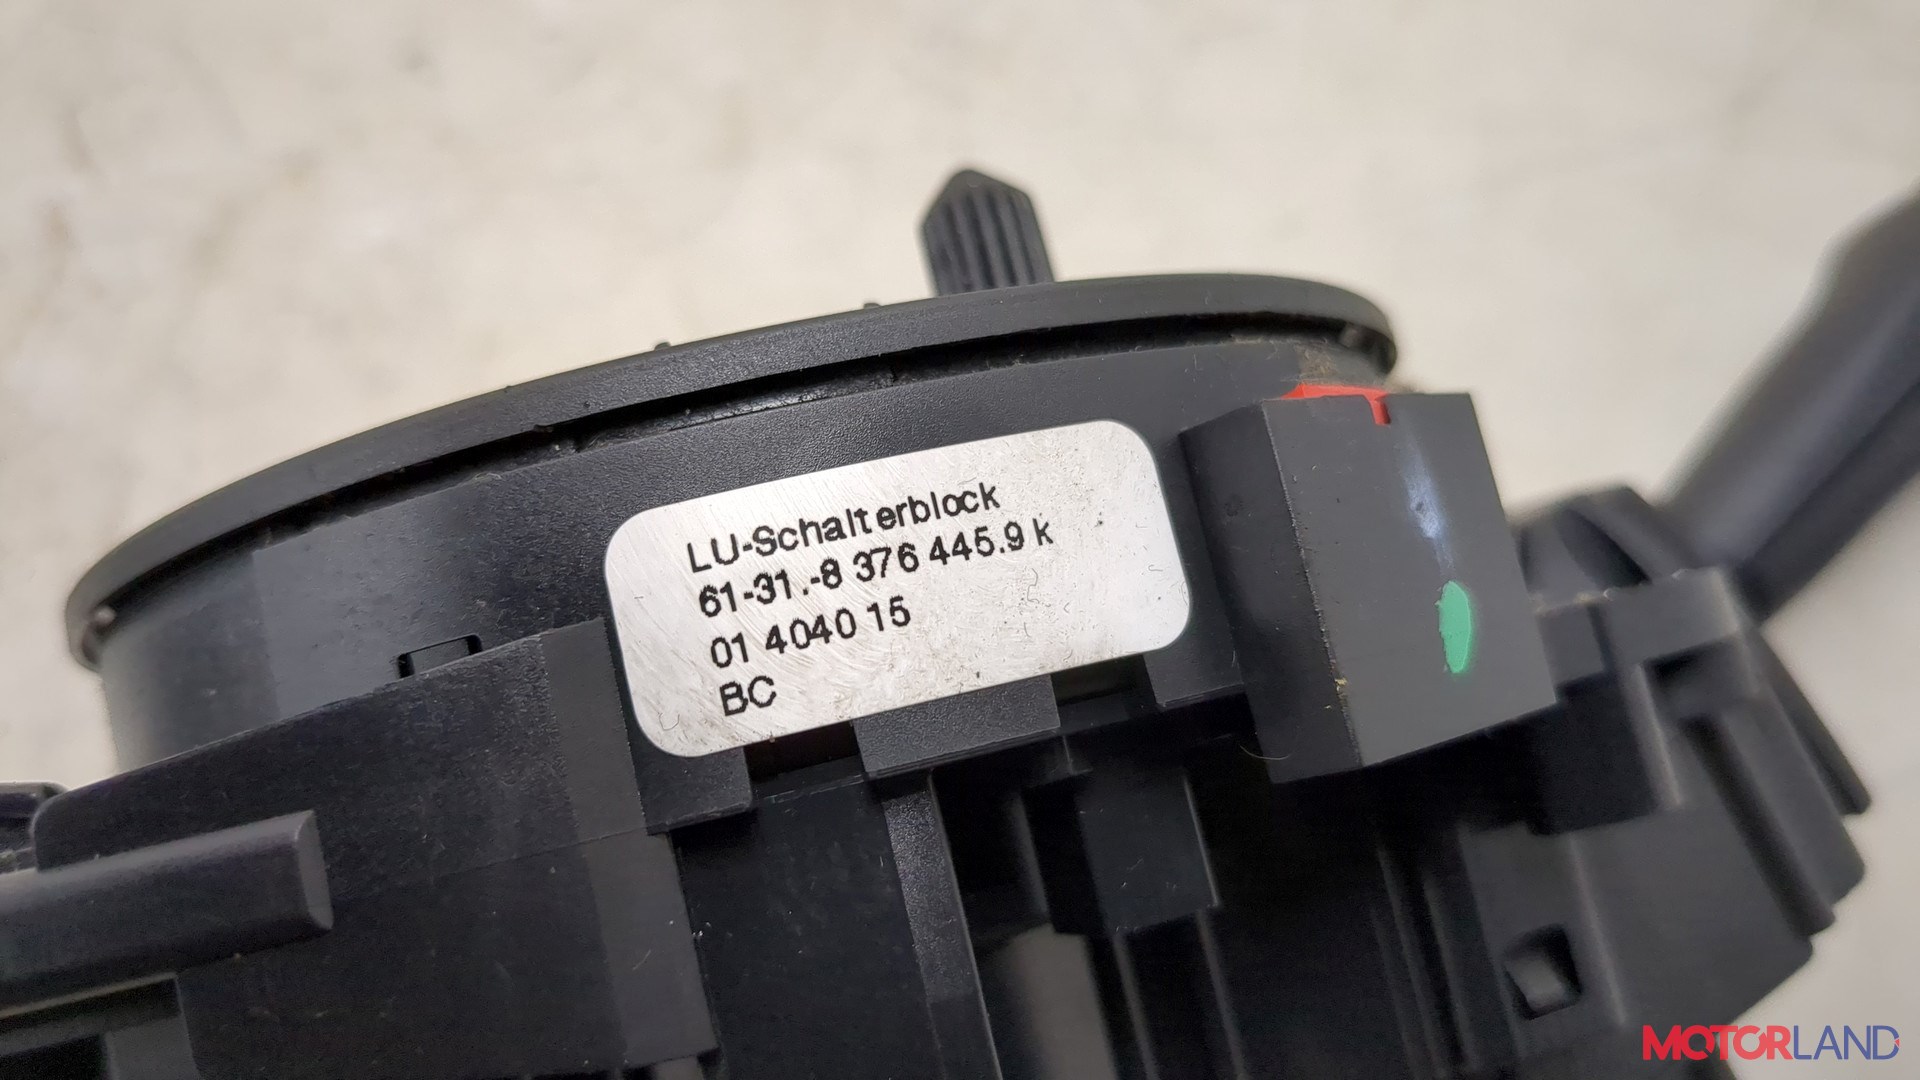 LU-Schalterblock
61-31.-8 376 445.9 k
01 4040 15
BC
MOTORLAND